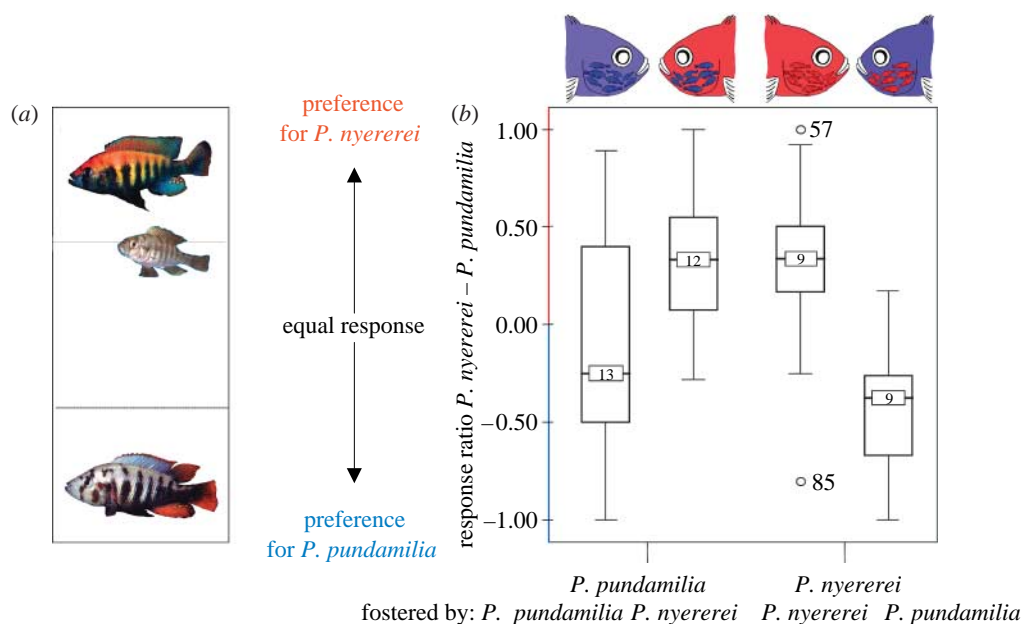 (a)
preference
for P. nyererei
equal response
preference
for P. pundamilia
(b)
response ratio P. nyererei – P. pundamilia
1.00
0.50
0.00
−0.50
−1.00
13
12
9
9
57
85
P. pundamilia P. nyererei
fostered by: P. pundamilia P. nyererei P. nyererei P. pundamilia